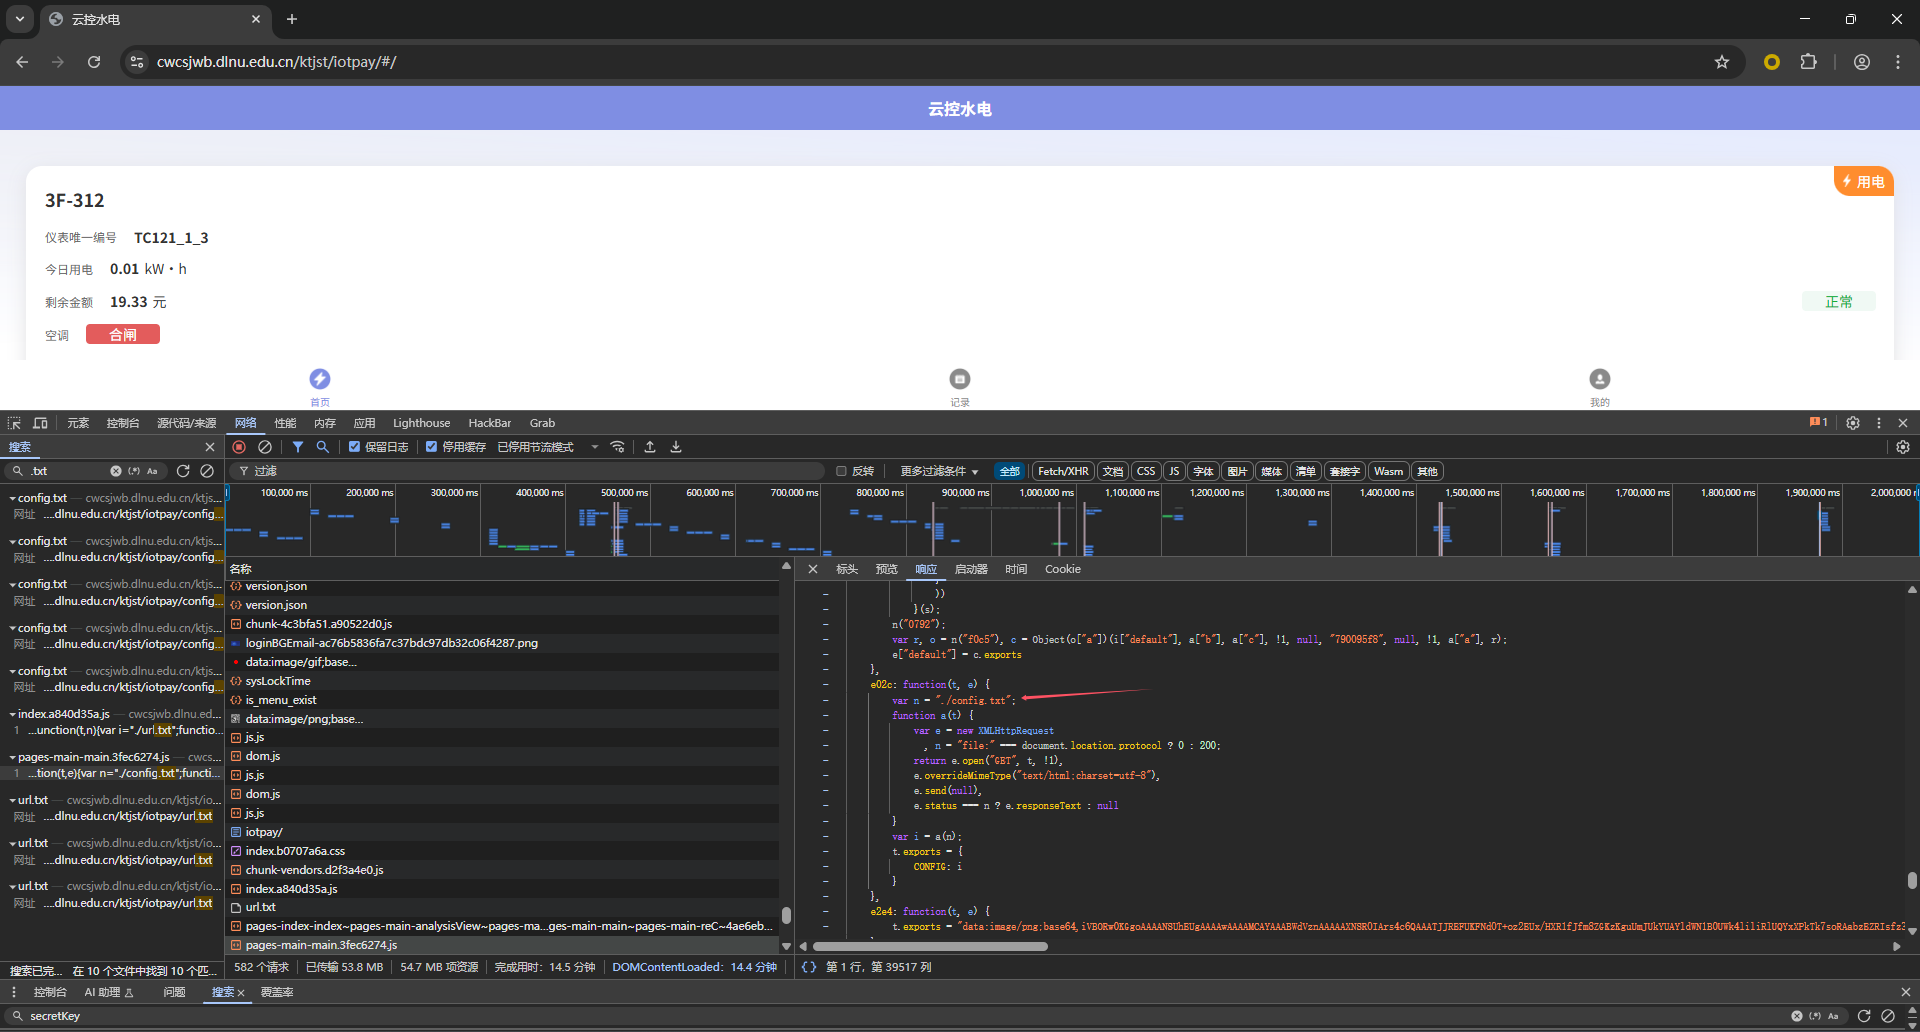 云控水电
cwcsjwb.dlnu.edu.cn/ktjst/iotpay/#/
云控水电
3F-312
用电
仪表唯一编号 TC121_1_3
今日用电 0.01 kW·h
剩余金额 19.33 元
正常
空调 合闸
首页 记录 我的
元素 控制台 源代码/来源 网络 性能 内存 应用 Lighthouse HackBar Grab 1
搜索
保留日志 停用缓存 已停用节流模式
.txt (.*) Aa
过滤 反转 更多过滤条件 全部 Fetch/XHR 文档 CSS JS 字体 图片 媒体 清单 套接字 Wasm 其他
100,000 ms 200,000 ms 300,000 ms 400,000 ms 500,000 ms 600,000 ms 700,000 ms 800,000 ms 900,000 ms 1,000,000 ms 1,100,000 ms 1,200,000 ms 1,300,000 ms 1,400,000 ms 1,500,000 ms 1,600,000 ms 1,700,000 ms 1,800,000 ms 1,900,000 ms 2,000,000
config.txt — cwcsjwb.dlnu.edu.cn/ktjs...
网址 ....dlnu.edu.cn/ktjst/iotpay/config...
config.txt — cwcsjwb.dlnu.edu.cn/ktjs...
网址 ....dlnu.edu.cn/ktjst/iotpay/config...
config.txt — cwcsjwb.dlnu.edu.cn/ktjs...
网址 ....dlnu.edu.cn/ktjst/iotpay/config...
config.txt — cwcsjwb.dlnu.edu.cn/ktjs...
网址 ....dlnu.edu.cn/ktjst/iotpay/config...
config.txt — cwcsjwb.dlnu.edu.cn/ktjs...
网址 ....dlnu.edu.cn/ktjst/iotpay/config...
index.a840d35a.js — cwcsjwb.dlnu.ed...
1 ...unction(t,n){var i="./url.txt";functio...
pages-main-main.3fec6274.js — cwcs...
1 ...tion(t,e){var n="./config.txt";functi...
url.txt — cwcsjwb.dlnu.edu.cn/ktjst/io...
网址 ....dlnu.edu.cn/ktjst/iotpay/url.txt
url.txt — cwcsjwb.dlnu.edu.cn/ktjst/io...
网址 ....dlnu.edu.cn/ktjst/iotpay/url.txt
url.txt — cwcsjwb.dlnu.edu.cn/ktjst/io...
网址 ....dlnu.edu.cn/ktjst/iotpay/url.txt
搜索已完... 在 10 个文件中找到 10 个匹...
名称
version.json
version.json
chunk-4c3bfa51.a90522d0.js
loginBGEmail-ac76b5836fa7c37bdc97db32c06f4287.png
data:image/gif;base...
sysLockTime
is_menu_exist
data:image/png;base...
js.js
dom.js
js.js
dom.js
js.js
iotpay/
index.b0707a6a.css
chunk-vendors.d2f3a4e0.js
index.a840d35a.js
url.txt
pages-index-index~pages-main-analysisView~pages-ma...ges-main-main~pages-main-reC~4ae6eb...
pages-main-main.3fec6274.js
582 个请求 已传输 53.8 MB 54.7 MB 项资源 完成用时：14.5 分钟 DOMContentLoaded：14.4 分钟
标头 预览 响应 启动器 时间 Cookie
))
}(s);
n("0792");
var r, o = n("f0c5"), c = Object(o["a"])(i["default"], a["b"], a["c"], !1, null, "790095f8", null, !1, a["a"], r);
e["default"] = c.exports
},
e02c: function(t, e) {
var n = "./config.txt";
function a(t) {
var e = new XMLHttpRequest
, n = "file:" === document.location.protocol ? 0 : 200;
return e.open("GET", t, !1),
e.overrideMimeType("text/html;charset=utf-8"),
e.send(null),
e.status === n ? e.responseText : null
}
var i = a(n);
t.exports = {
CONFIG: i
}
},
e2e4: function(t, e) {
{} 第 1 行，第 39517 列
控制台 AI 助理 问题 搜索 覆盖率
secretKey (.*) Aa